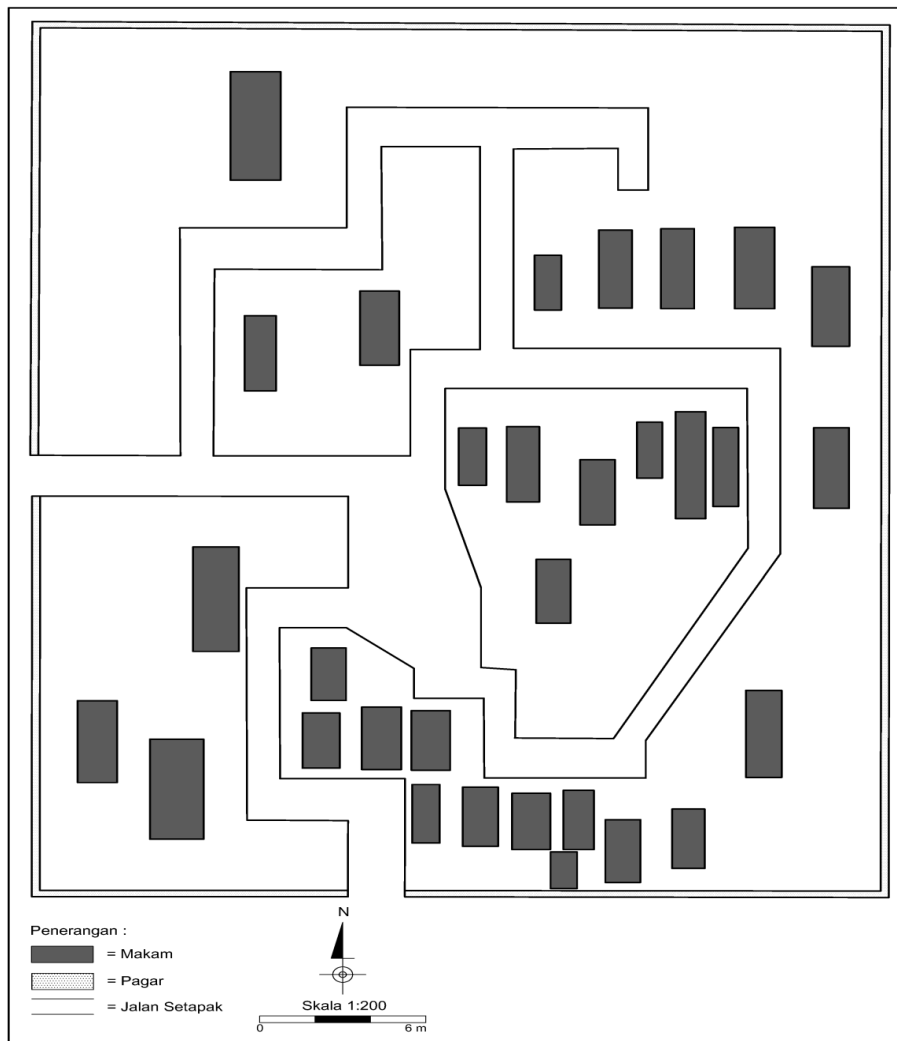 Penerangan :
= Makam
= Pagar
= Jalan Setapak
N
Skala 1:200
0 6 m